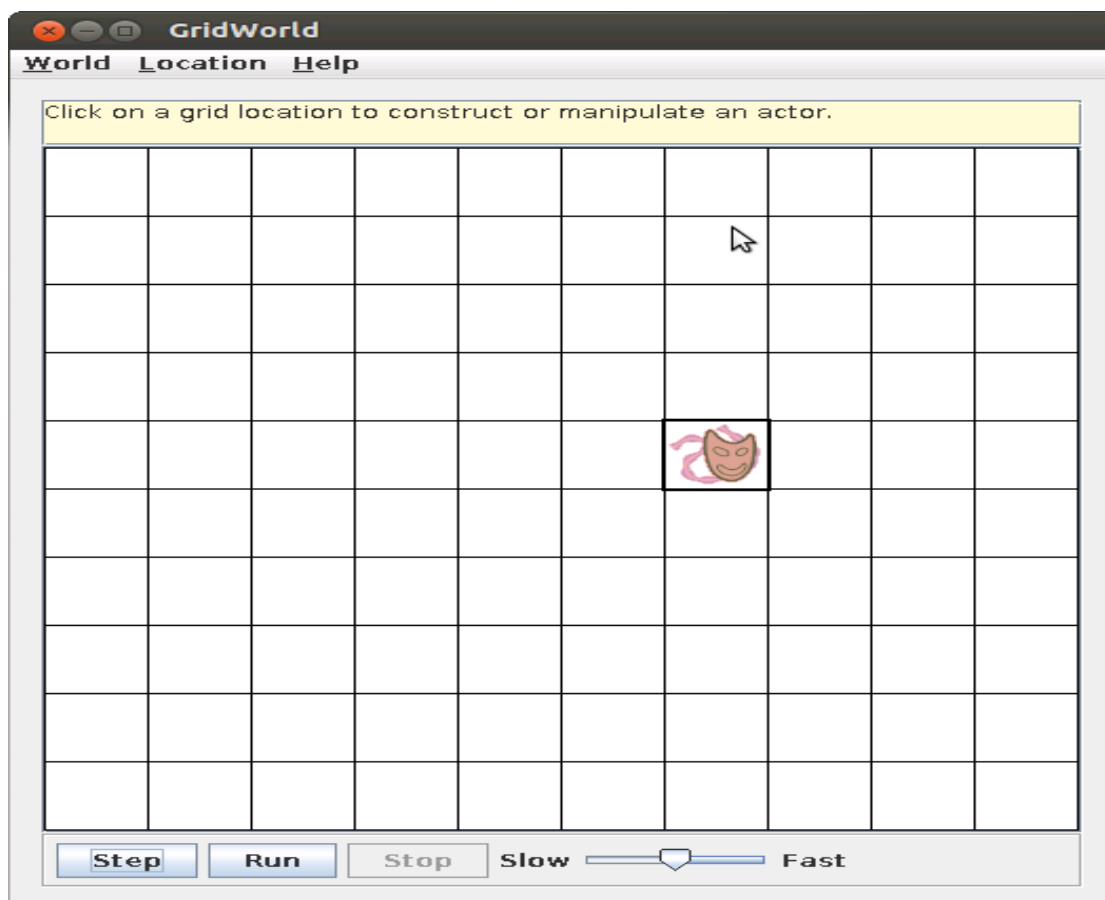 GridWorld
World Location Help
Click on a grid location to construct or manipulate an actor.
Step Run Stop Slow Fast